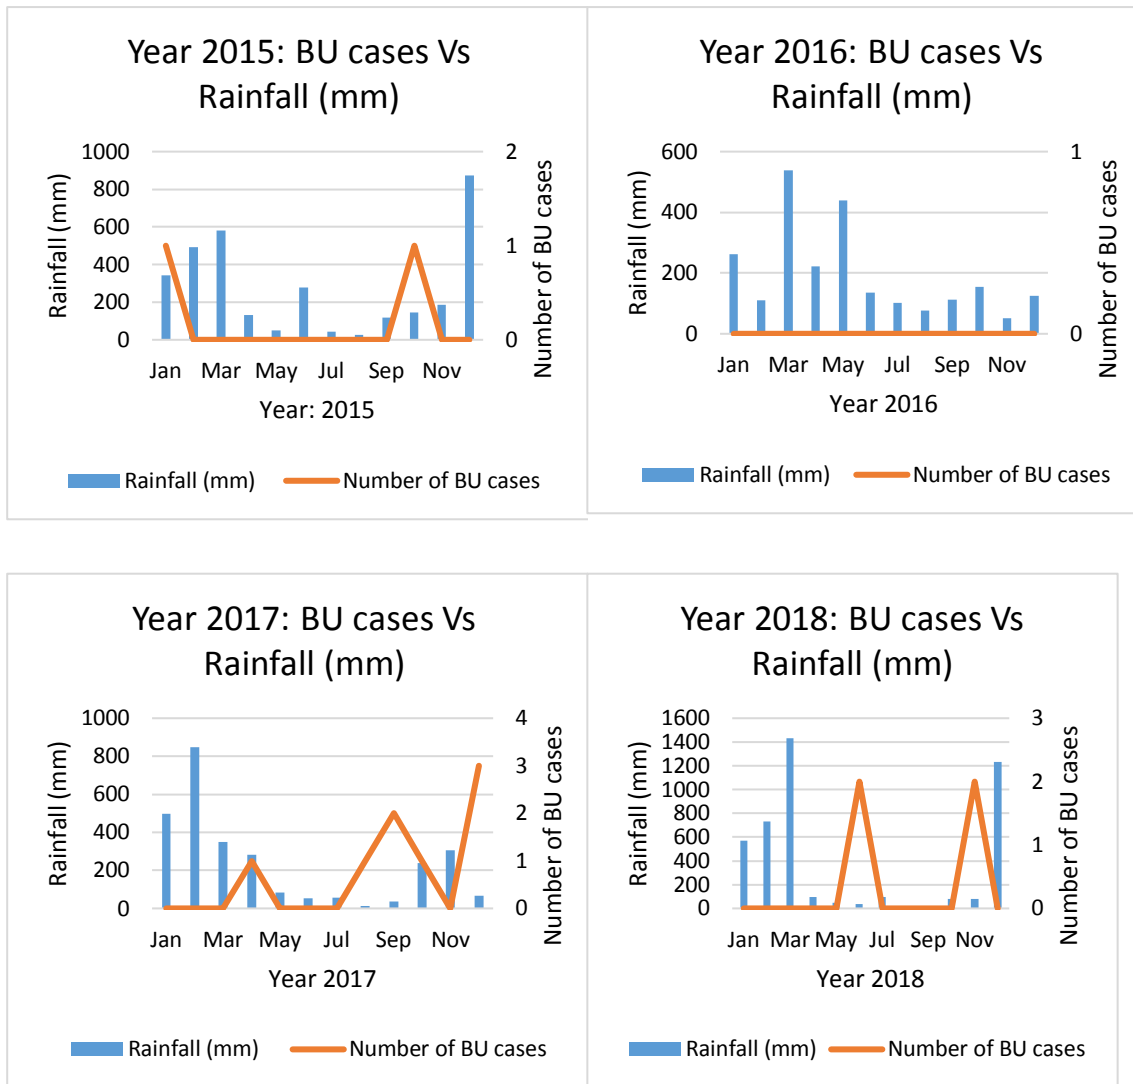 Year 2015: BU cases Vs
Rainfall (mm)
Rainfall (mm)
1000
800
600
400
200
0
2
1
0
Number of BU cases
Jan Mar May Jul Sep Nov
Year: 2015
Rainfall (mm) Number of BU cases
Year 2016: BU cases Vs
Rainfall (mm)
Rainfall (mm)
600
400
200
0
1
0
Number of BU cases
Jan Mar May Jul Sep Nov
Year 2016
Rainfall (mm) Number of BU cases
Year 2017: BU cases Vs
Rainfall (mm)
Rainfall (mm)
1000
800
600
400
200
0
4
3
2
1
0
Number of BU cases
Jan Mar May Jul Sep Nov
Year 2017
Rainfall (mm) Number of BU cases
Year 2018: BU cases Vs
Rainfall (mm)
Rainfall (mm)
1600
1400
1200
1000
800
600
400
200
0
3
2
1
0
Number of BU cases
Jan Mar May Jul Sep Nov
Year 2018
Rainfall (mm) Number of BU cases